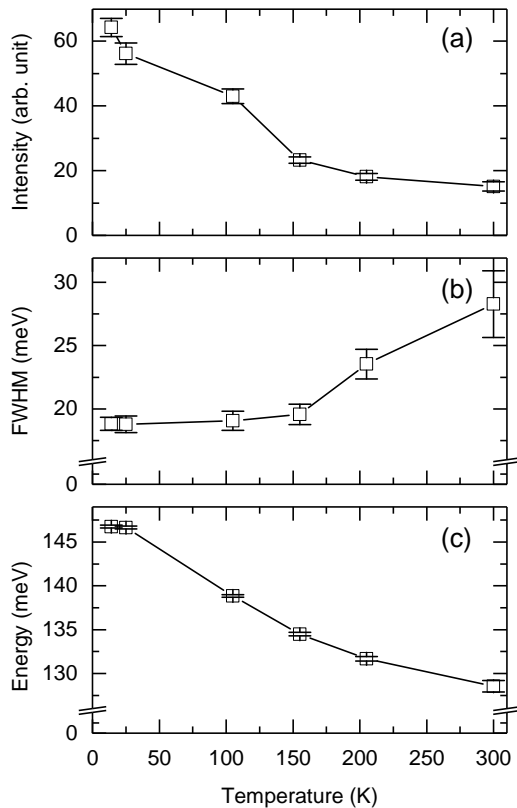 (a)
60
40
20
0
Intensity (arb. unit)
(b)
30
25
20
0
FWHM (meV)
(c)
145
140
135
130
0
Energy (meV)
0 50 100 150 200 250 300
Temperature (K)